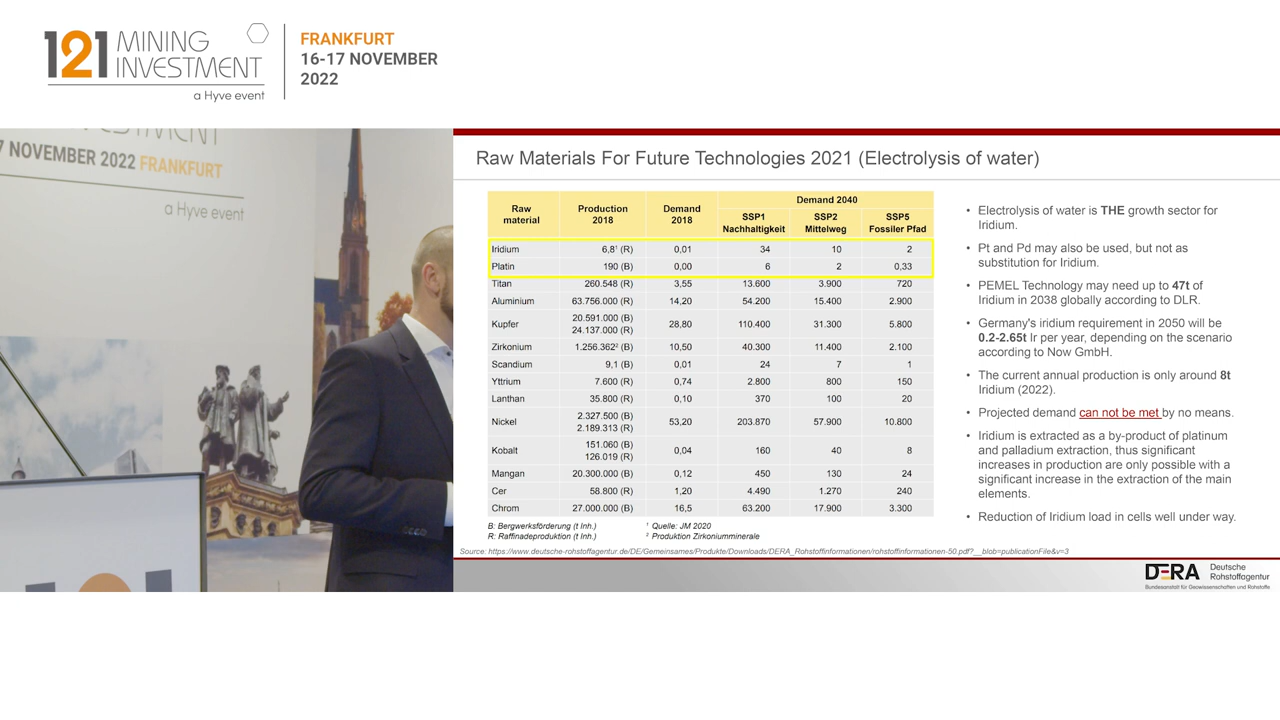 121 MINING INVESTMENT
a Hyve event
FRANKFURT
16-17 NOVEMBER
2022
7 NOVEMBER 2022 FRANKFURT
a Hyve event
Raw Materials For Future Technologies 2021 (Electrolysis of water)
Raw material | Production 2018 | Demand 2018 | Demand 2040
SSP1 Nachhaltigkeit | SSP2 Mittelweg | SSP5 Fossiler Pfad
Iridium 6,8¹ (R) 0,01 34 10 2
Platin 190 (B) 0,00 6 2 0,33
Titan 260.548 (R) 3,55 13.600 3.900 720
Aluminium 63.756.000 (R) 14,20 54.200 15.400 2.900
Kupfer 20.591.000 (B) 24.137.000 (R) 28,80 110.400 31.300 5.800
Zirkonium 1.256.362² (B) 10,50 40.300 11.400 2.100
Scandium 9,1 (B) 0,01 24 7 1
Yttrium 7.600 (R) 0,74 2.800 800 150
Lanthan 35.800 (R) 0,10 370 100 20
Nickel 2.327.500 (B) 2.189.313 (R) 53,20 203.870 57.900 10.800
Kobalt 151.060 (B) 126.019 (R) 0,04 160 40 8
Mangan 20.300.000 (B) 0,12 450 130 24
Cer 58.800 (R) 1,20 4.490 1.270 240
Chrom 27.000.000 (B) 16,5 63.200 17.900 3.300
B: Bergwerksförderung (t Inh.) ¹ Quelle: JM 2020
R: Raffinadeproduktion (t Inh.) ² Produktion Zirkoniumminerale
• Electrolysis of water is THE growth sector for
Iridium.
• Pt and Pd may also be used, but not as
substitution for Iridium.
• PEMEL Technology may need up to 47t of
Iridium in 2038 globally according to DLR.
• Germany's iridium requirement in 2050 will be
0.2-2.65t Ir per year, depending on the scenario
according to Now GmbH.
• The current annual production is only around 8t
Iridium (2022).
• Projected demand can not be met by no means.
• Iridium is extracted as a by-product of platinum
and palladium extraction, thus significant
increases in production are only possible with a
significant increase in the extraction of the main
elements.
• Reduction of Iridium load in cells well under way.
Source: https://www.deutsche-rohstoffagentur.de/DE/Gemeinsames/Produkte/Downloads/DERA_Rohstoffinformationen/rohstoffinformationen-50.pdf?__blob=publicationFile&v=3
DERA Deutsche
Rohstoffagentur
Bundesanstalt für Geowissenschaften und Rohstoffe